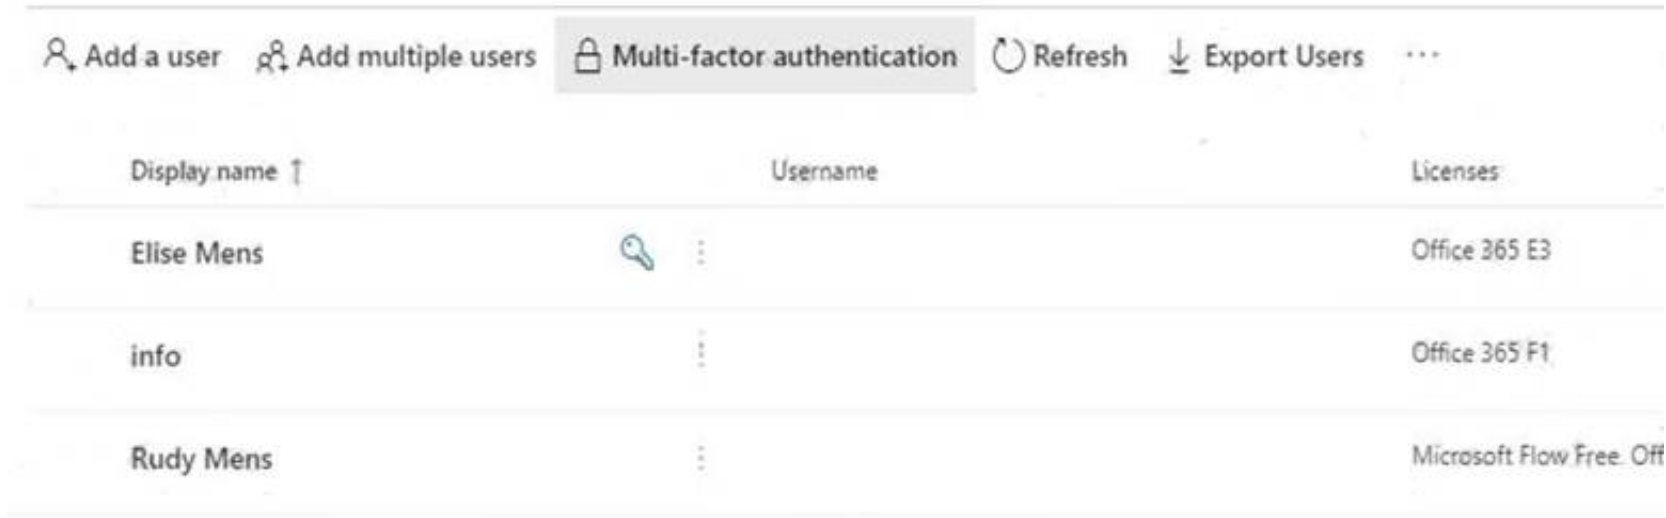 Add a user Add multiple users Multi-factor authentication Refresh Export Users ...
Display name ↑ Username Licenses
Elise Mens Office 365 E3
info Office 365 F1
Rudy Mens Microsoft Flow Free. Off